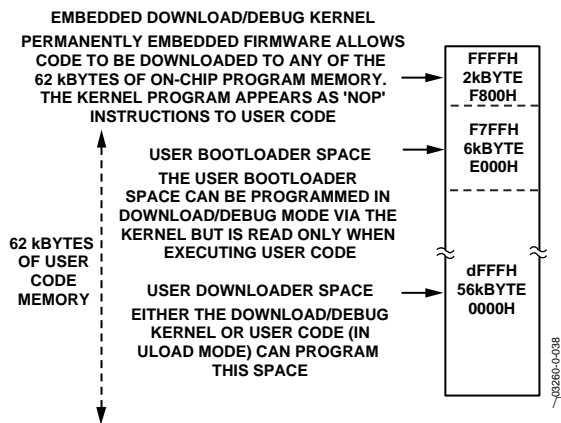 EMBEDDED DOWNLOAD/DEBUG KERNEL
PERMANENTLY EMBEDDED FIRMWARE ALLOWS
CODE TO BE DOWNLOADED TO ANY OF THE
62 kBYTES OF ON-CHIP PROGRAM MEMORY.
THE KERNEL PROGRAM APPEARS AS 'NOP'
INSTRUCTIONS TO USER CODE
FFFFH
2kBYTE
F800H
USER BOOTLOADER SPACE
THE USER BOOTLOADER
SPACE CAN BE PROGRAMMED IN
DOWNLOAD/DEBUG MODE VIA THE
KERNEL BUT IS READ ONLY WHEN
EXECUTING USER CODE
F7FFH
6kBYTE
E000H
62 kBYTES
OF USER
CODE
MEMORY
USER DOWNLOADER SPACE
EITHER THE DOWNLOAD/DEBUG
KERNEL OR USER CODE (IN
ULOAD MODE) CAN PROGRAM
THIS SPACE
dFFFH
56kBYTE
0000H
03260-0-038